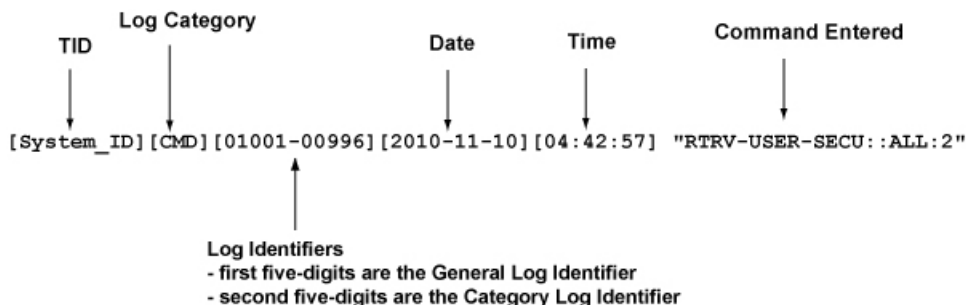 Log Category
TID
Date
Time
Command Entered
[System_ID][CMD][01001-00996][2010-11-10][04:42:57] "RTRV-USER-SECU::ALL:2"
Log Identifiers
- first five-digits are the General Log Identifier
- second five-digits are the Category Log Identifier